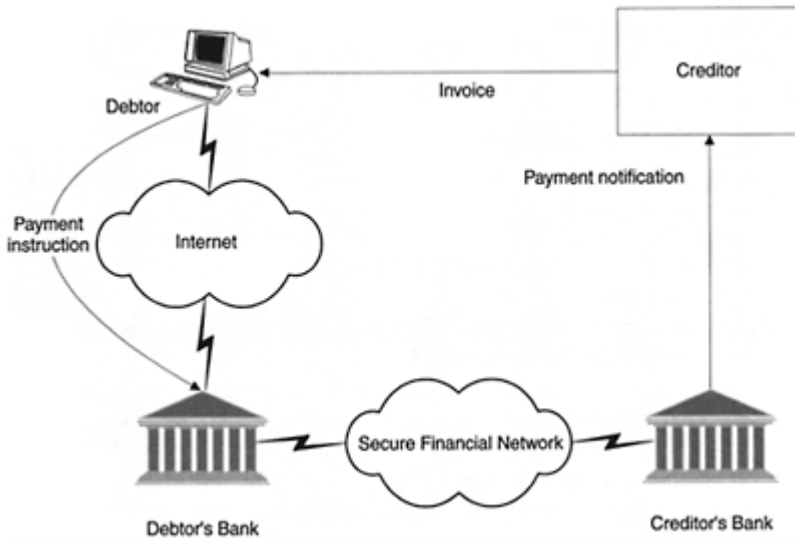 Creditor
Invoice
Debtor
Payment notification
Payment
instruction
Internet
Secure Financial Network
Debtor's Bank
Creditor's Bank